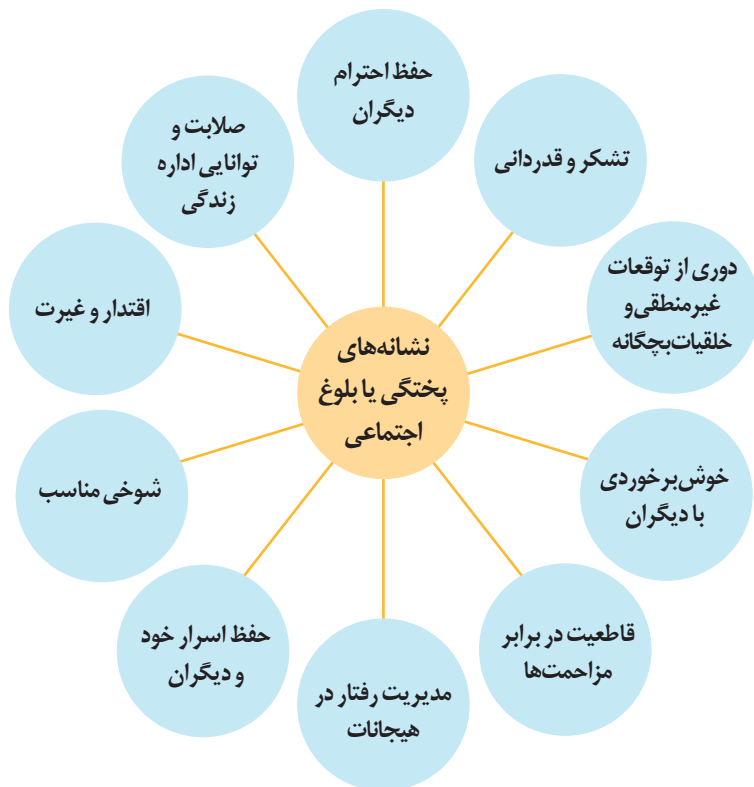 حفظ احترام
دیگران
تشکر و قدردانی
دوری از توقعات
غیرمنطقی و
خلقیات‌بچگانه
خوش‌برخوردی
با دیگران
قاطعیت در برابر
مزاحمت‌ها
مدیریت رفتار در
هیجانات
حفظ اسرار خود
و دیگران
شوخی مناسب
اقتدار و غیرت
صلابت و
توانایی اداره
زندگی
نشانه‌های
پختگی یا بلوغ
اجتماعی